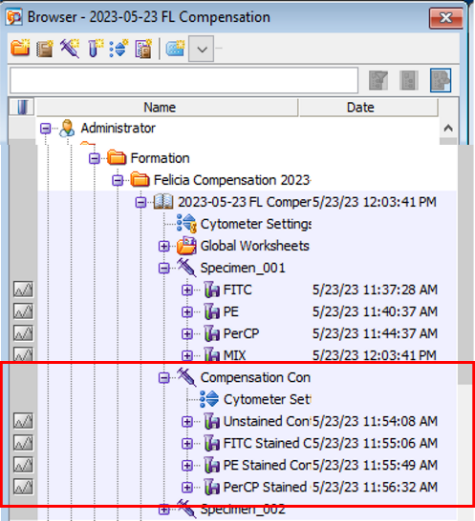 Browser - 2023-05-23 FL Compensation
Name Date
Administrator
Formation
Felicia Compensation 2023
2023-05-23 FL Comper 5/23/23 12:03:41 PM
Cytometer Settings
Global Worksheets
Specimen_001
FITC 5/23/23 11:37:28 AM
PE 5/23/23 11:40:37 AM
PerCP 5/23/23 11:44:37 AM
MIX 5/23/23 12:03:41 PM
Compensation Con
Cytometer Set
Unstained Con 5/23/23 11:54:08 AM
FITC Stained C 5/23/23 11:55:06 AM
PE Stained Con 5/23/23 11:55:49 AM
PerCP Stained 5/23/23 11:56:32 AM
Specimen_002